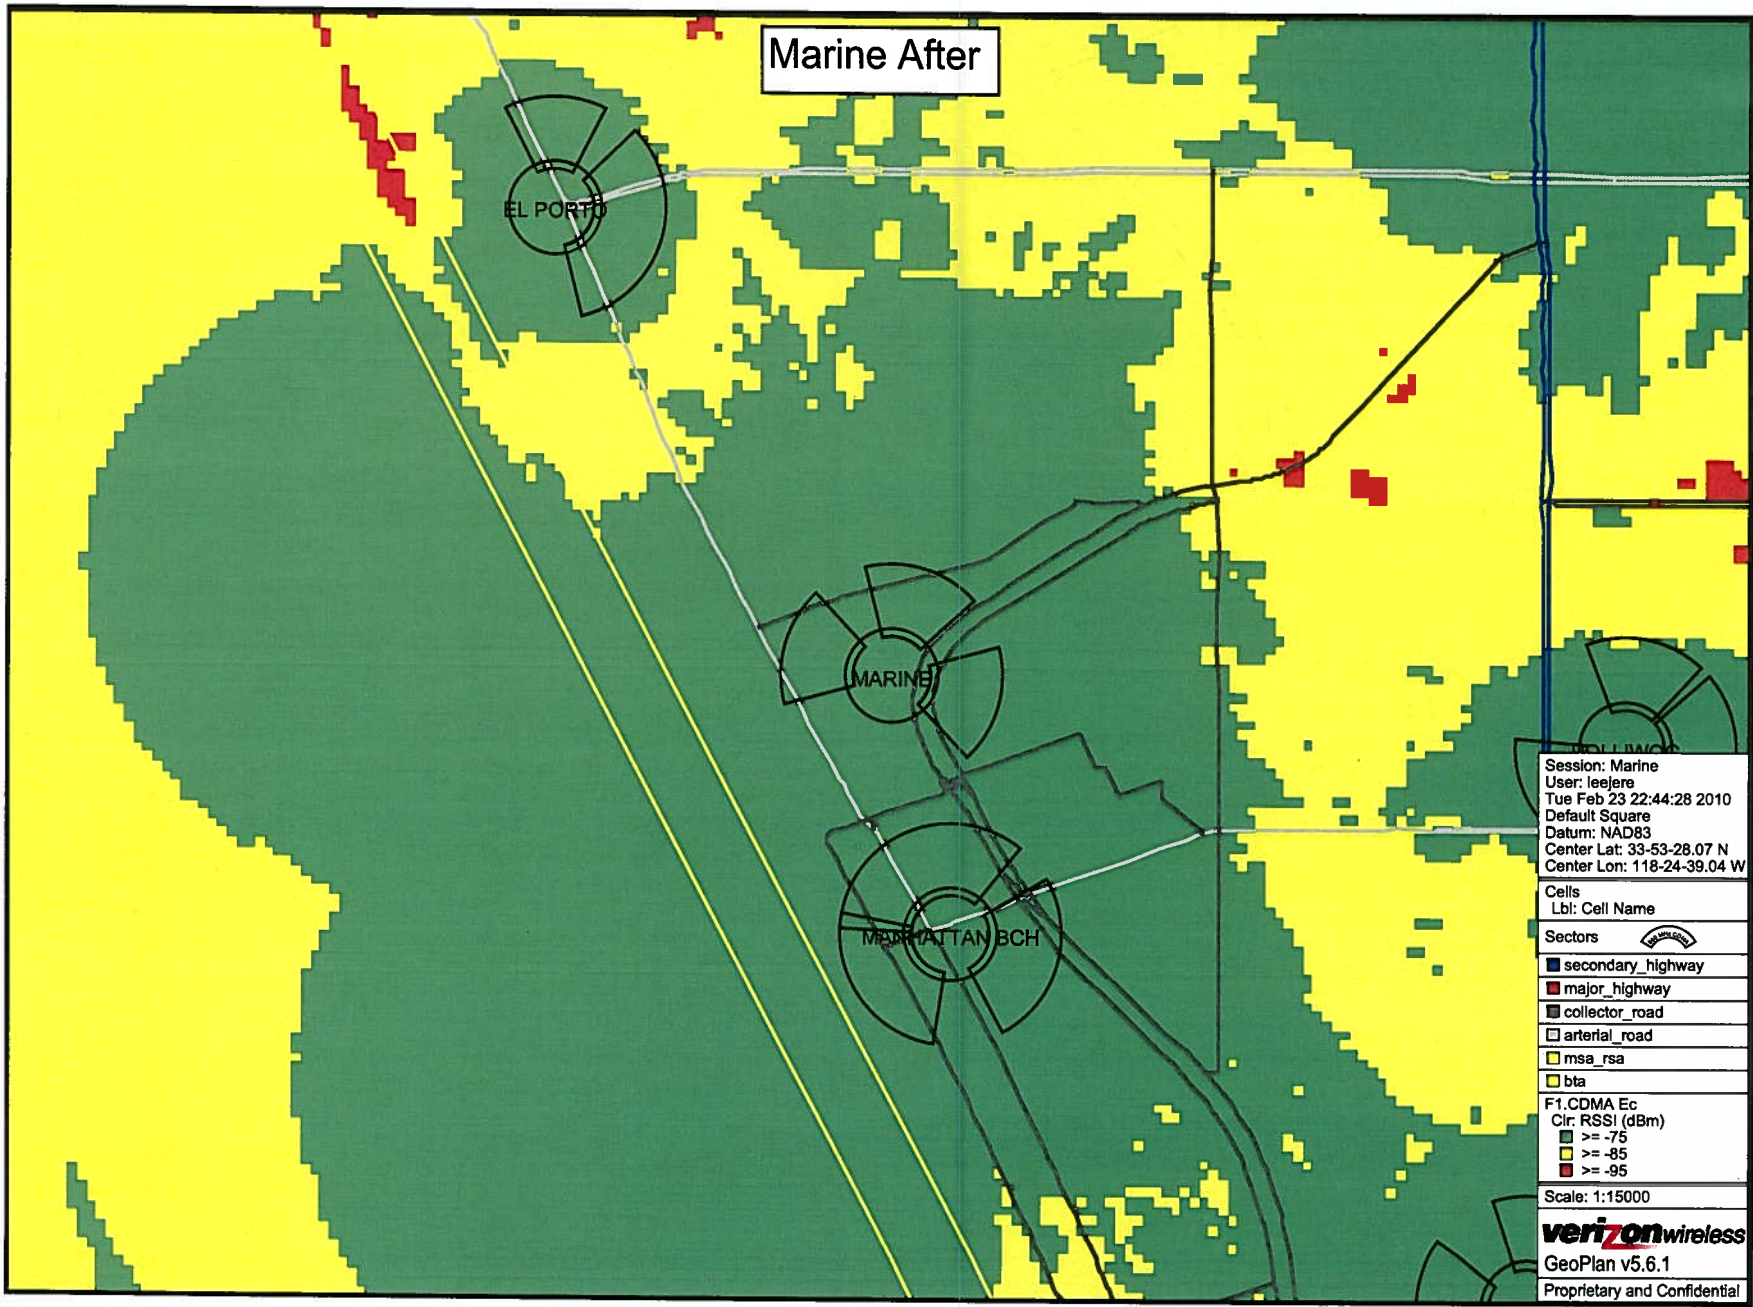 Marine After
EL PORTO
MARINE
MANHATTAN BCH
Session: Marine
User: leejere
Tue Feb 23 22:44:28 2010
Default Square
Datum: NAD83
Center Lat: 33-53-28.07 N
Center Lon: 118-24-39.04 W
Cells
Lbl: Cell Name
Sectors
secondary_highway
major_highway
collector_road
arterial_road
msa_rsa
bta
F1.CDMA Ec
Clr: RSSI (dBm)
>= -75
>= -85
>= -95
Scale: 1:15000
verizonwireless
GeoPlan v5.6.1
Proprietary and Confidential